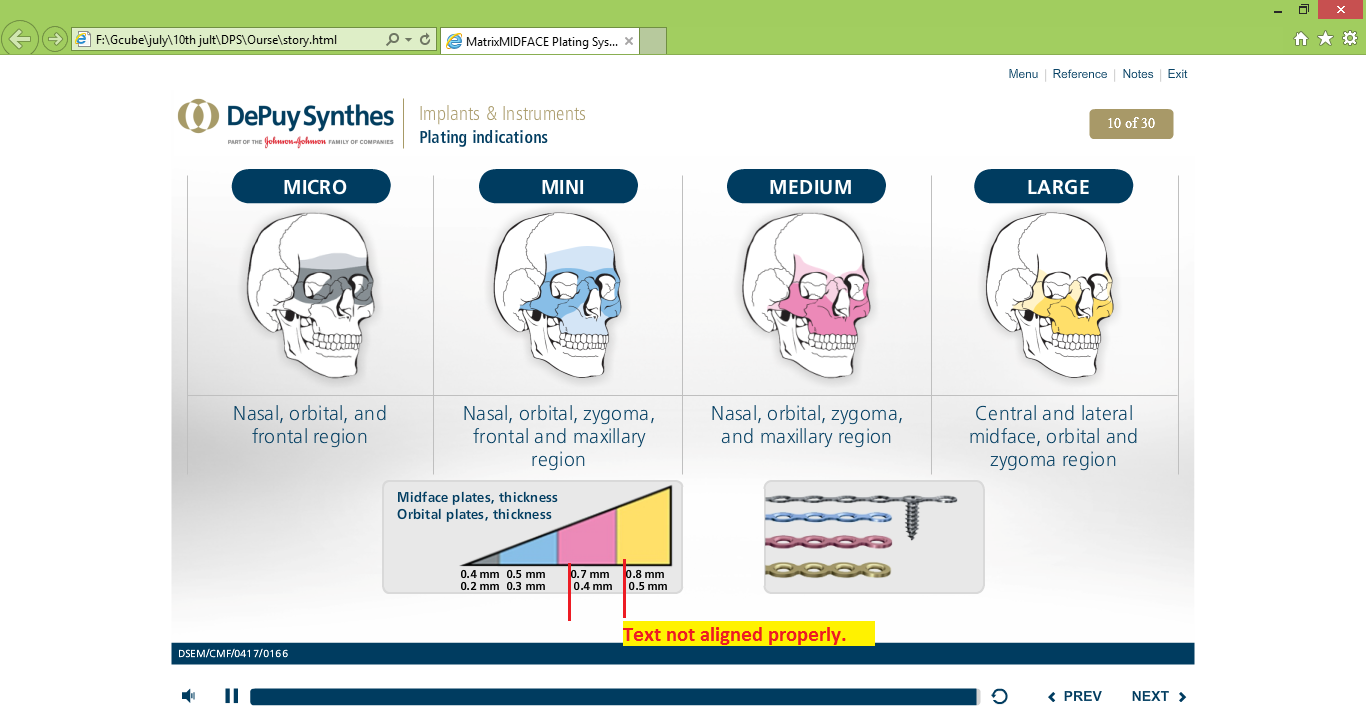 F:\Gcube\july\10th jult\DPS\Ourse\story.html
MatrixMIDFACE Plating Sys...
Menu | Reference | Notes | Exit
DePuy Synthes
PART OF THE Johnson & Johnson FAMILY OF COMPANIES
Implants & Instruments
Plating indications
10 of 30
MICRO
MINI
MEDIUM
LARGE
Nasal, orbital, and
frontal region
Nasal, orbital, zygoma,
frontal and maxillary
region
Nasal, orbital, zygoma,
and maxillary region
Central and lateral
midface, orbital and
zygoma region
Midface plates, thickness
Orbital plates, thickness
0.4 mm 0.5 mm 0.7 mm 0.8 mm
0.2 mm 0.3 mm 0.4 mm 0.5 mm
Text not aligned properly.
DSEM/CMF/0417/0166
PREV
NEXT